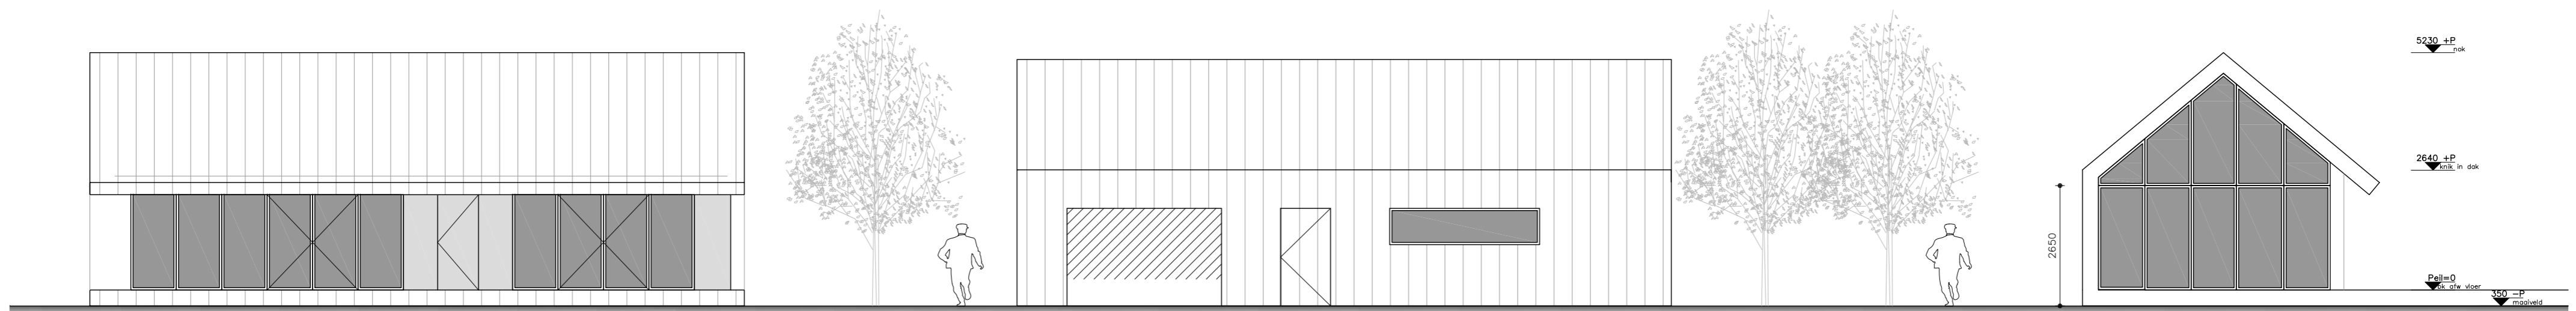 5230 +P
nok
2640 +P
knik in dak
2650
Peil=0
bk afw vloer
350 -P
maaiveld